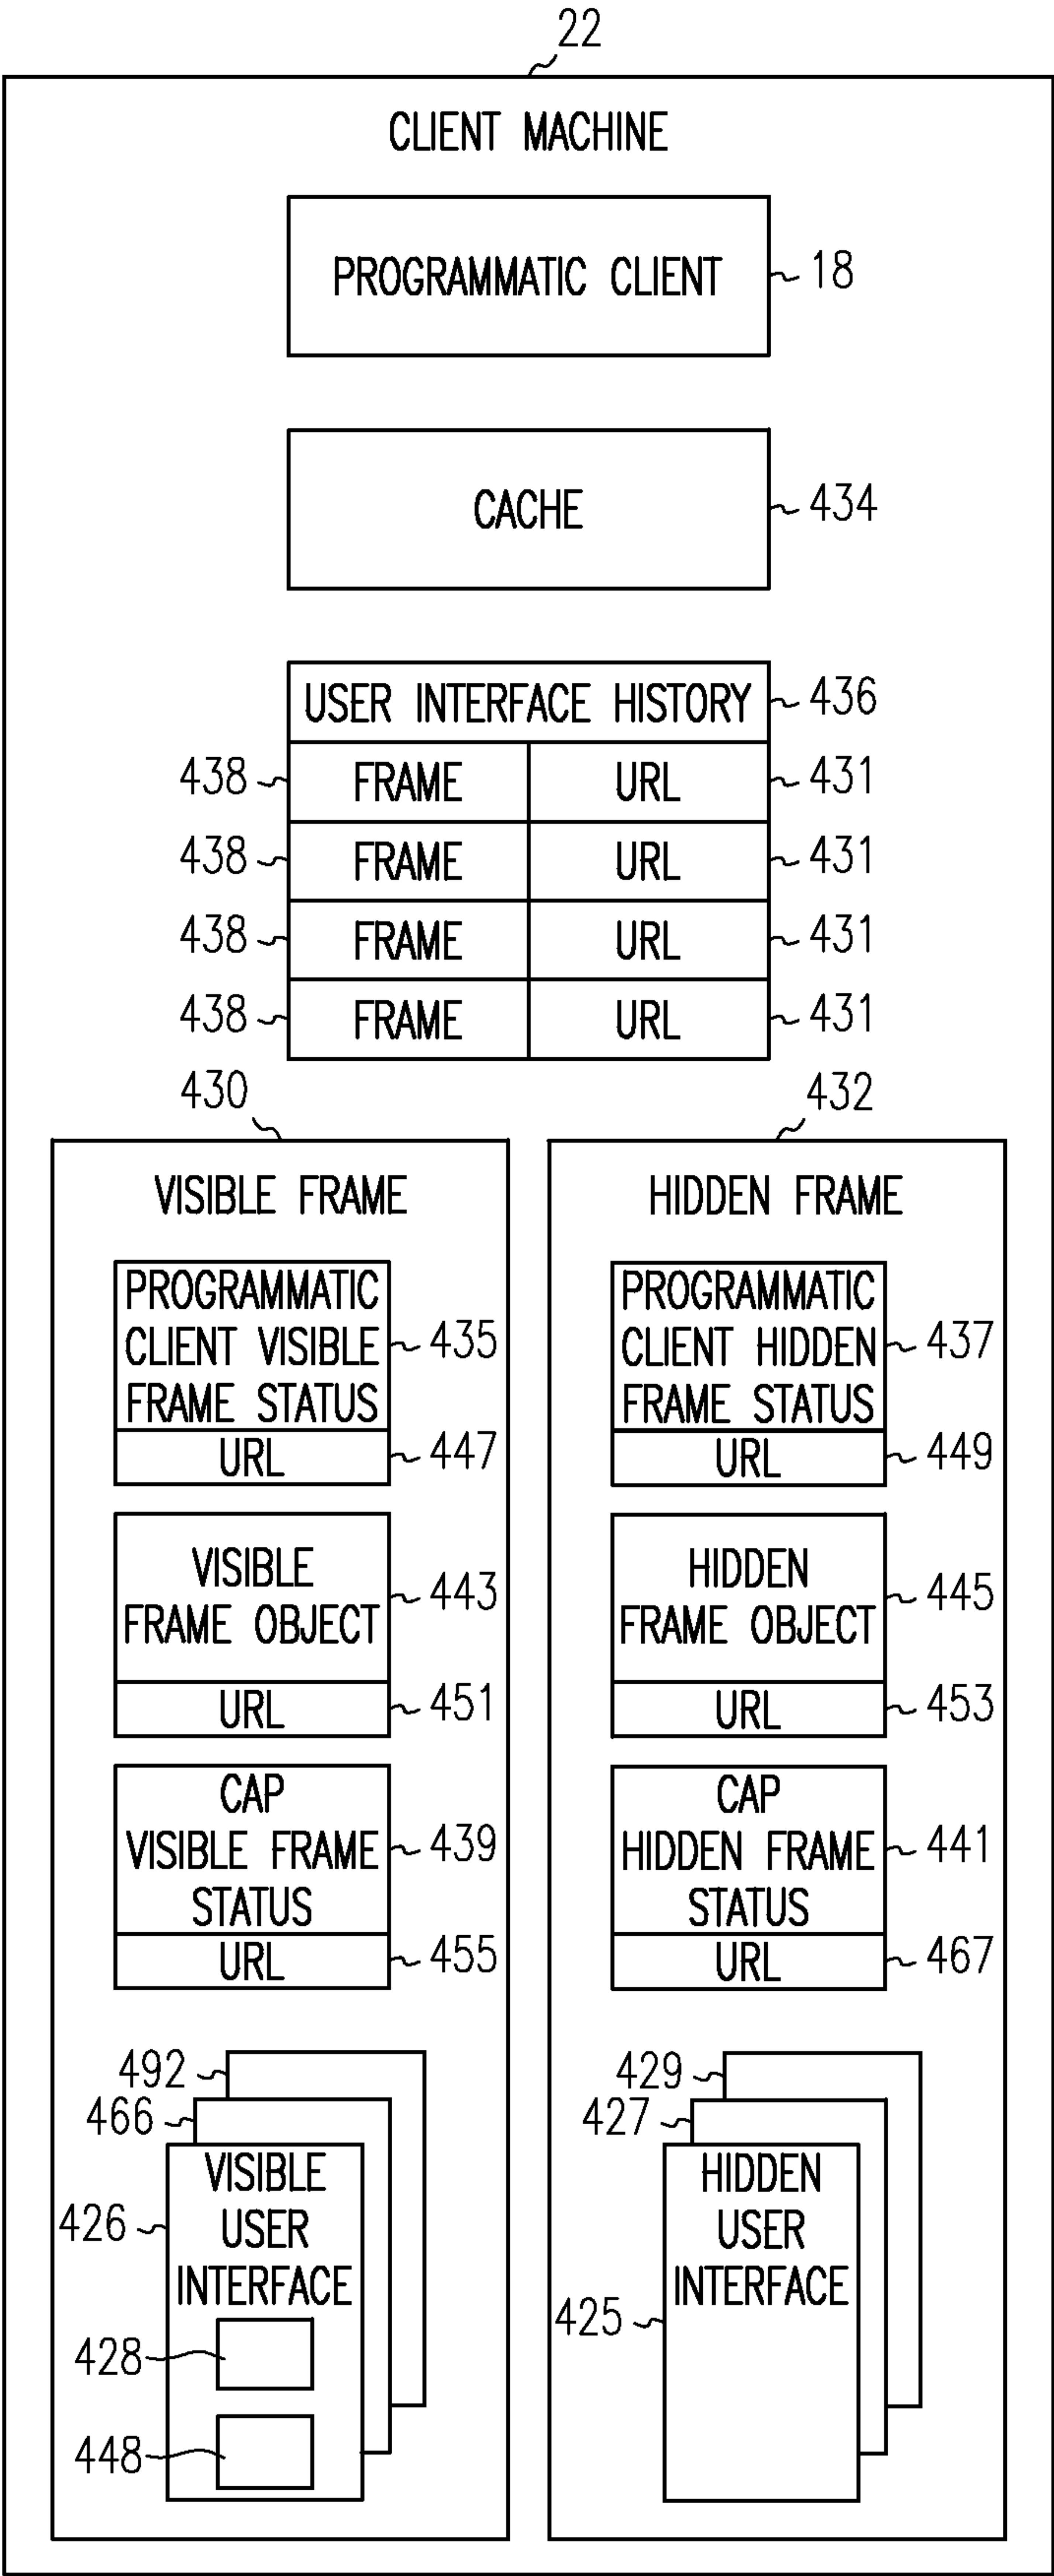 22
CLIENT MACHINE
PROGRAMMATIC CLIENT
18
CACHE
434
USER INTERFACE HISTORY
436
438 FRAME URL 431
438 FRAME URL 431
438 FRAME URL 431
438 FRAME URL 431
430
VISIBLE FRAME
PROGRAMMATIC
CLIENT VISIBLE
FRAME STATUS
435
URL
447
VISIBLE
FRAME OBJECT
443
URL
451
CAP
VISIBLE FRAME
STATUS
439
URL
455
492
466
VISIBLE
USER
INTERFACE
426
428
448
432
HIDDEN FRAME
PROGRAMMATIC
CLIENT HIDDEN
FRAME STATUS
437
URL
449
HIDDEN
FRAME OBJECT
445
URL
453
CAP
HIDDEN FRAME
STATUS
441
URL
467
429
427
HIDDEN
USER
INTERFACE
425